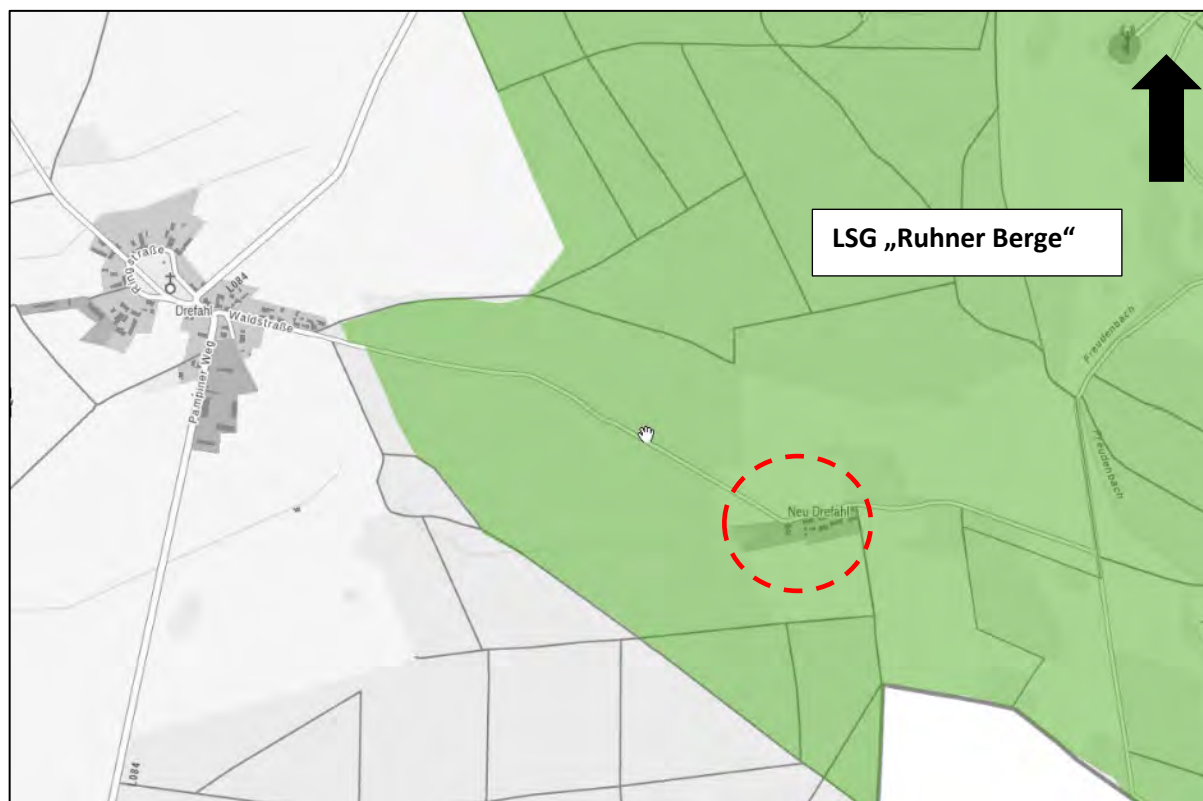 LSG „Ruhner Berge“
Ringstraße
L084
Drefahl
Waldstraße
Pampiner Weg
Freudenbach
Freudenbach
Neu Drefahl
L084